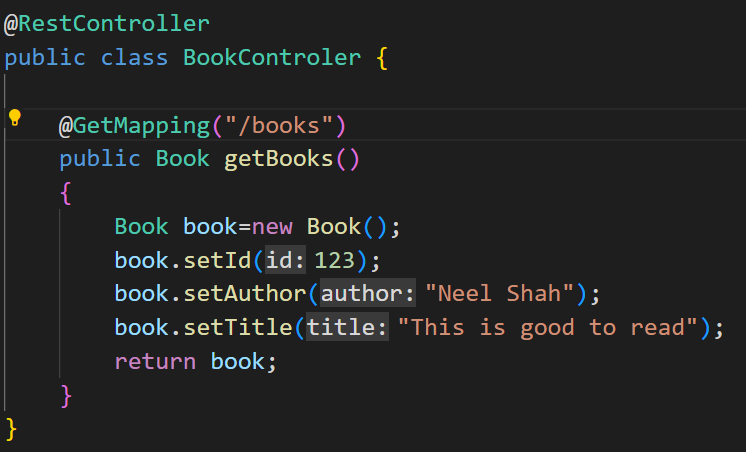 @RestController
public class BookControler {
@GetMapping("/books")
public Book getBooks()
{
Book book=new Book();
book.setId(id: 123);
book.setAuthor(author: "Neel Shah");
book.setTitle(title: "This is good to read");
return book;
}
}